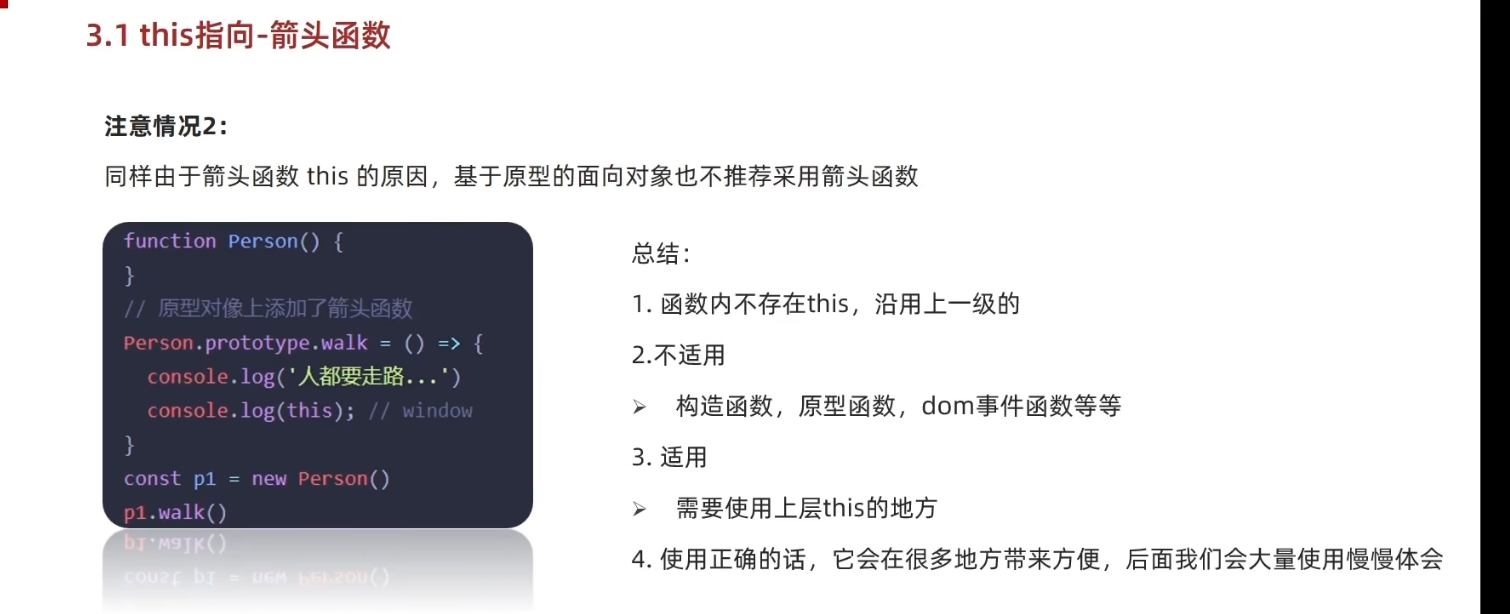 3.1 this指向-箭头函数
注意情况2：
同样由于箭头函数 this 的原因，基于原型的面向对象也不推荐采用箭头函数
function Person() {
}
// 原型对像上添加了箭头函数
Person.prototype.walk = () => {
  console.log('人都要走路...')
  console.log(this); // window
}
const p1 = new Person()
p1.walk()
总结：
1. 函数内不存在this，沿用上一级的
2.不适用
➢ 构造函数，原型函数，dom事件函数等等
3. 适用
➢ 需要使用上层this的地方
4. 使用正确的话，它会在很多地方带来方便，后面我们会大量使用慢慢体会